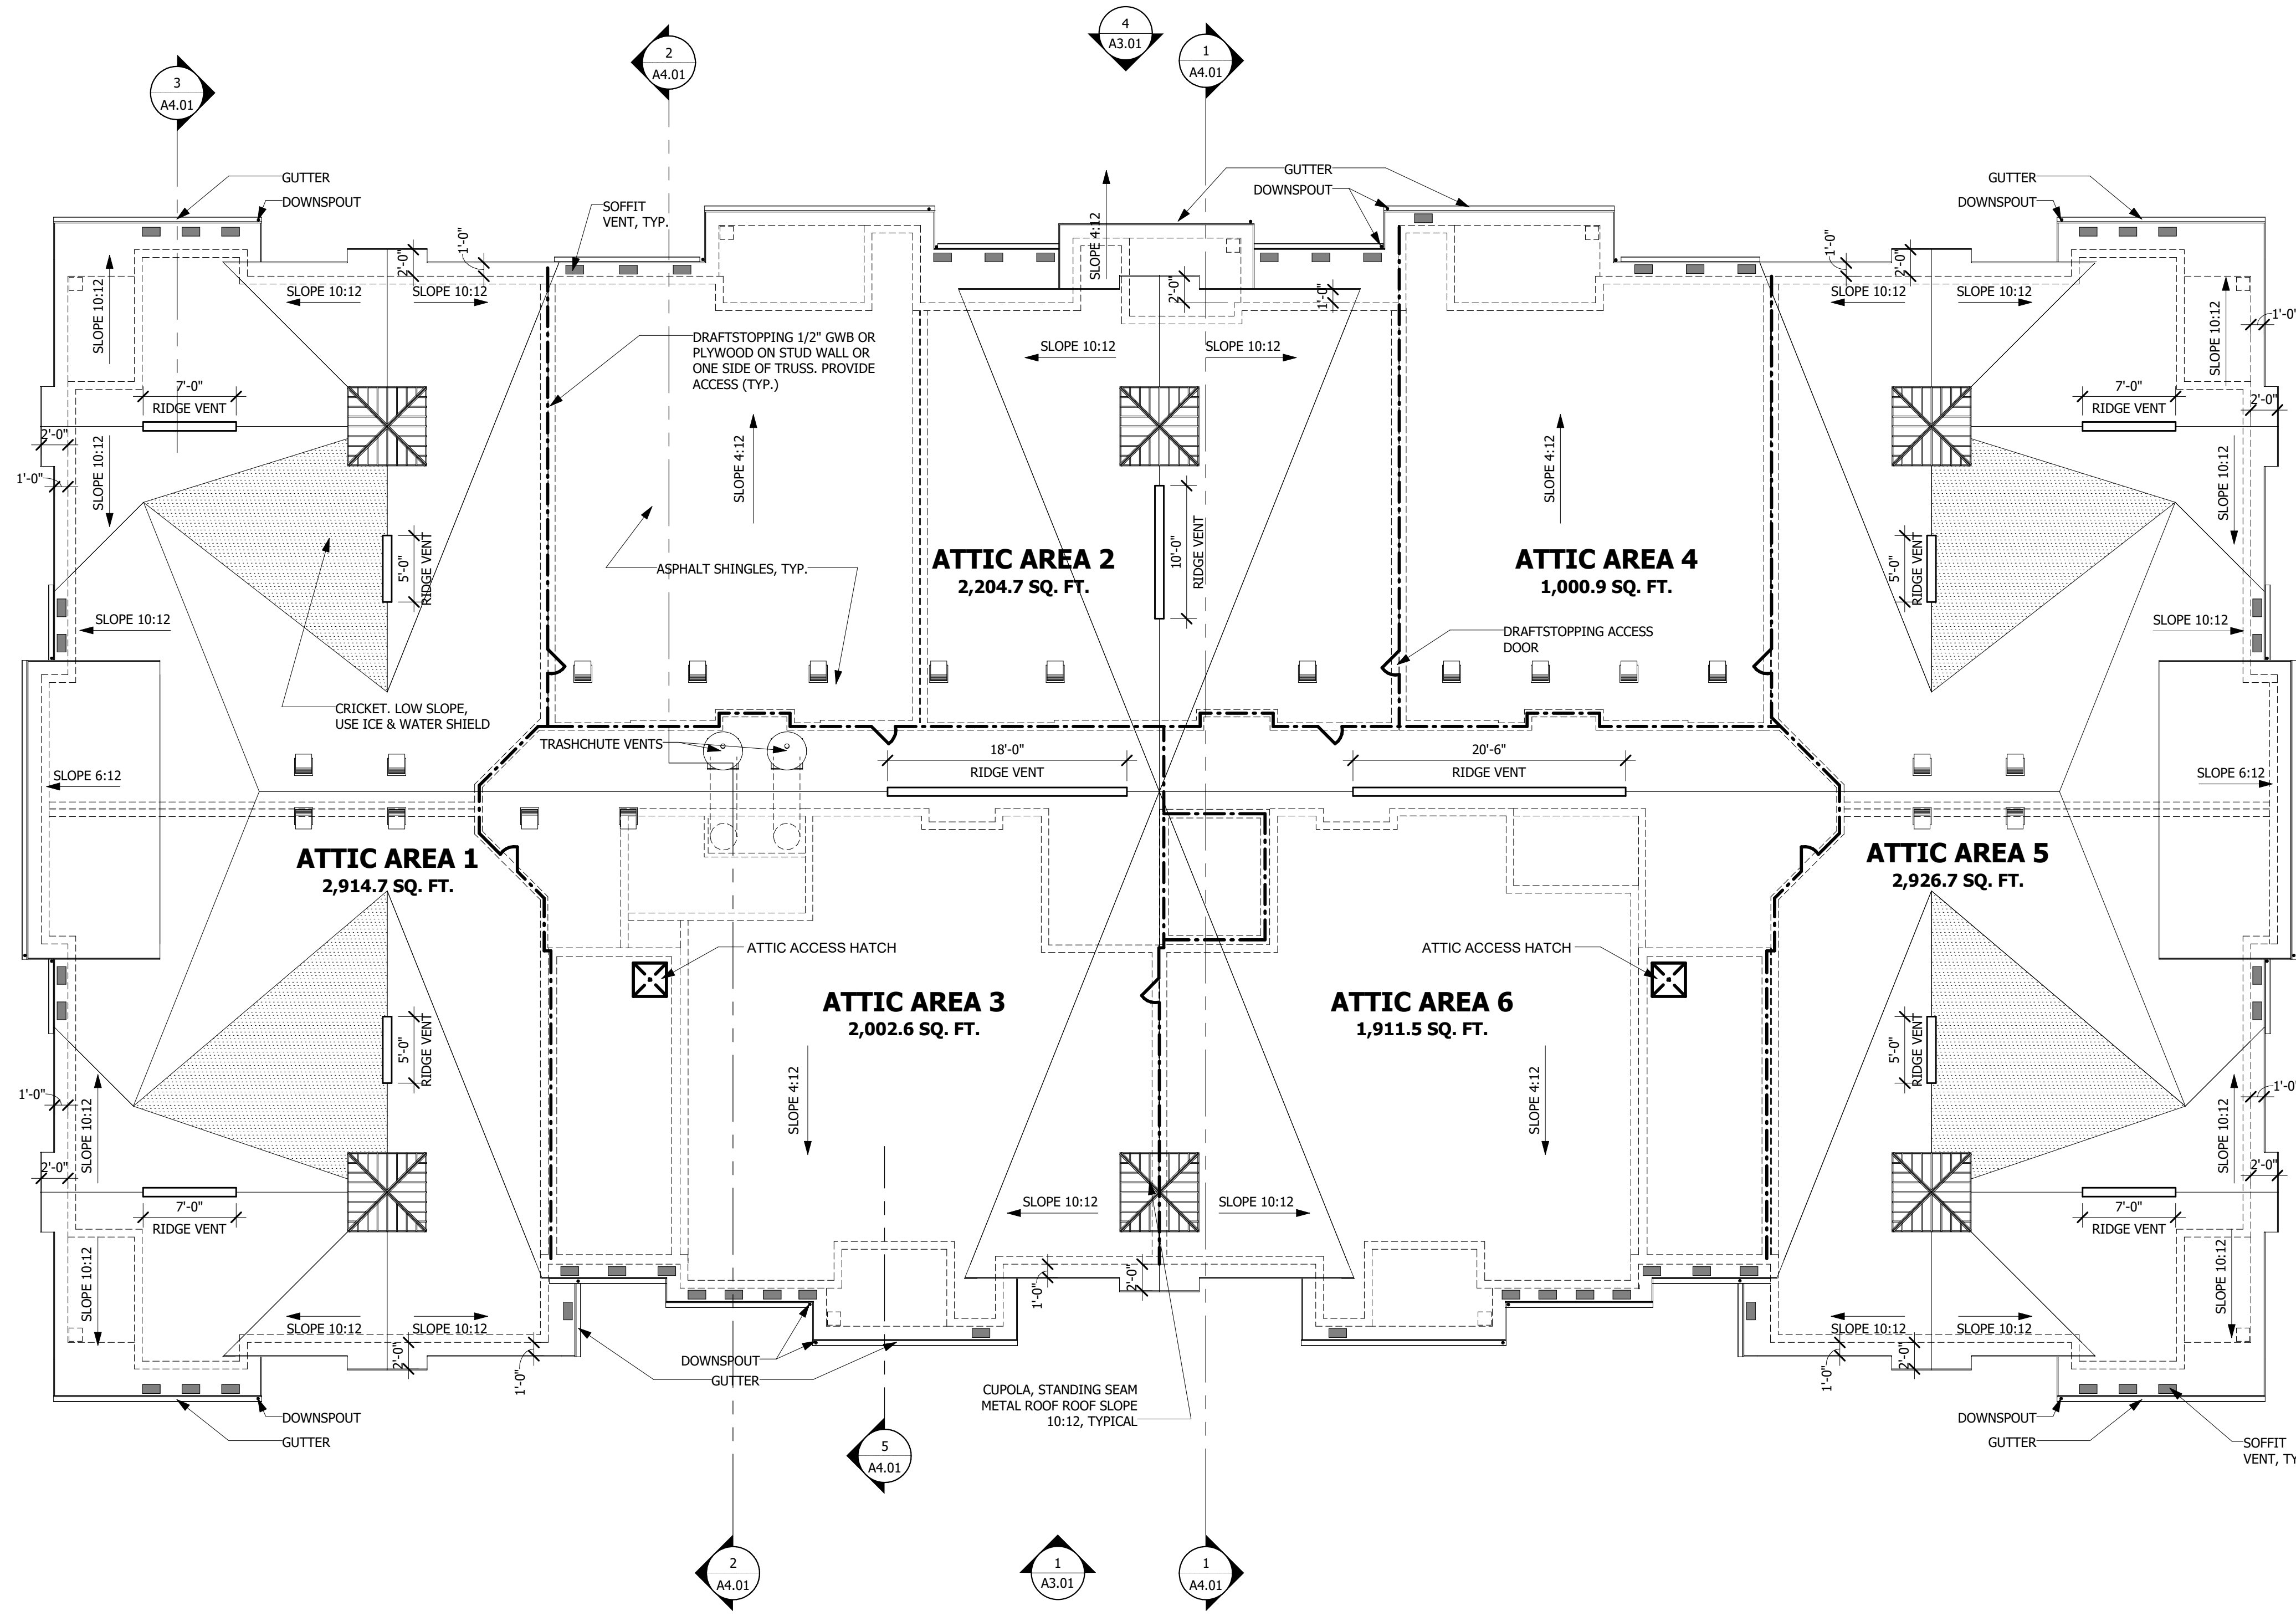 4
A3.01
1
A4.01
2
A4.01
3
A4.01
GUTTER
DOWNSPOUT
SOFFIT
VENT, TYP.
GUTTER
DOWNSPOUT
GUTTER
DOWNSPOUT
SLOPE 4:12
2'-0"
1'-0"
1'-0"
2'-0"
SLOPE 10:12
SLOPE 10:12
SLOPE 10:12
2'-0"
1'-0"
SLOPE 10:12
SLOPE 10:12
SLOPE 10:12
1'-0"
DRAFTSTOPPING 1/2" GWB OR
PLYWOOD ON STUD WALL OR
ONE SIDE OF TRUSS. PROVIDE
ACCESS (TYP.)
SLOPE 10:12
SLOPE 10:12
7'-0"
RIDGE VENT
7'-0"
RIDGE VENT
2'-0"
2'-0"
1'-0"
SLOPE 10:12
SLOPE 4:12
SLOPE 4:12
SLOPE 10:12
5'-0"
RIDGE VENT
10'-0"
RIDGE VENT
5'-0"
RIDGE VENT
ATTIC AREA 2
2,204.7 SQ. FT.
ATTIC AREA 4
1,000.9 SQ. FT.
ASPHALT SHINGLES, TYP.
SLOPE 10:12
SLOPE 10:12
DRAFTSTOPPING ACCESS
DOOR
CRICKET. LOW SLOPE,
USE ICE & WATER SHIELD
TRASHCHUTE VENTS
18'-0"
RIDGE VENT
20'-6"
RIDGE VENT
SLOPE 6:12
SLOPE 6:12
ATTIC AREA 1
2,914.7 SQ. FT.
ATTIC AREA 5
2,926.7 SQ. FT.
ATTIC ACCESS HATCH
ATTIC ACCESS HATCH
ATTIC AREA 3
2,002.6 SQ. FT.
ATTIC AREA 6
1,911.5 SQ. FT.
5'-0"
RIDGE VENT
5'-0"
RIDGE VENT
1'-0"
SLOPE 10:12
SLOPE 4:12
SLOPE 4:12
SLOPE 10:12
1'-0"
2'-0"
2'-0"
7'-0"
RIDGE VENT
SLOPE 10:12
SLOPE 10:12
7'-0"
RIDGE VENT
SLOPE 10:12
1'-0"
2'-0"
SLOPE 10:12
SLOPE 10:12
SLOPE 10:12
SLOPE 10:12
SLOPE 10:12
2'-0"
1'-0"
1'-0"
2'-0"
DOWNSPOUT
GUTTER
CUPOLA, STANDING SEAM
METAL ROOF ROOF SLOPE
10:12, TYPICAL
DOWNSPOUT
GUTTER
DOWNSPOUT
GUTTER
SOFFIT
VENT, TY
5
A4.01
2
A4.01
1
A3.01
1
A4.01